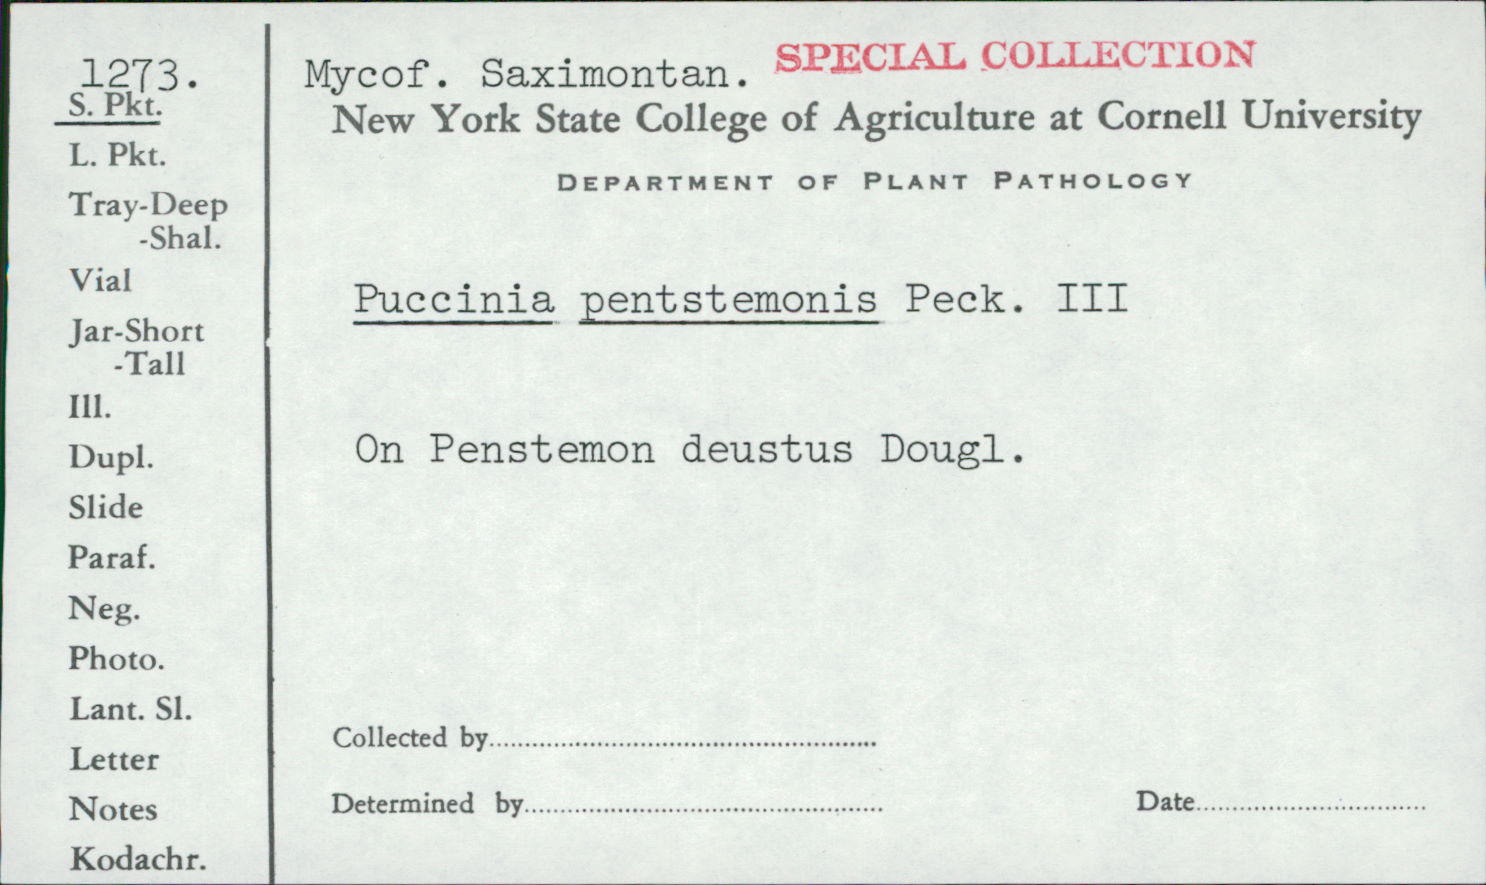 1273.
S. Pkt.
L. Pkt.
Tray-Deep
-Shal.
Vial
Jar-Short
-Tall
Ill.
Dupl.
Slide
Paraf.
Neg.
Photo.
Lant. Sl.
Letter
Notes
Kodachr.
Mycof. Saximontan. SPECIAL COLLECTION
New York State College of Agriculture at Cornell University
DEPARTMENT OF PLANT PATHOLOGY
Puccinia pentstemonis Peck. III
On Penstemon deustus Dougl.
Collected by
Determined by Date